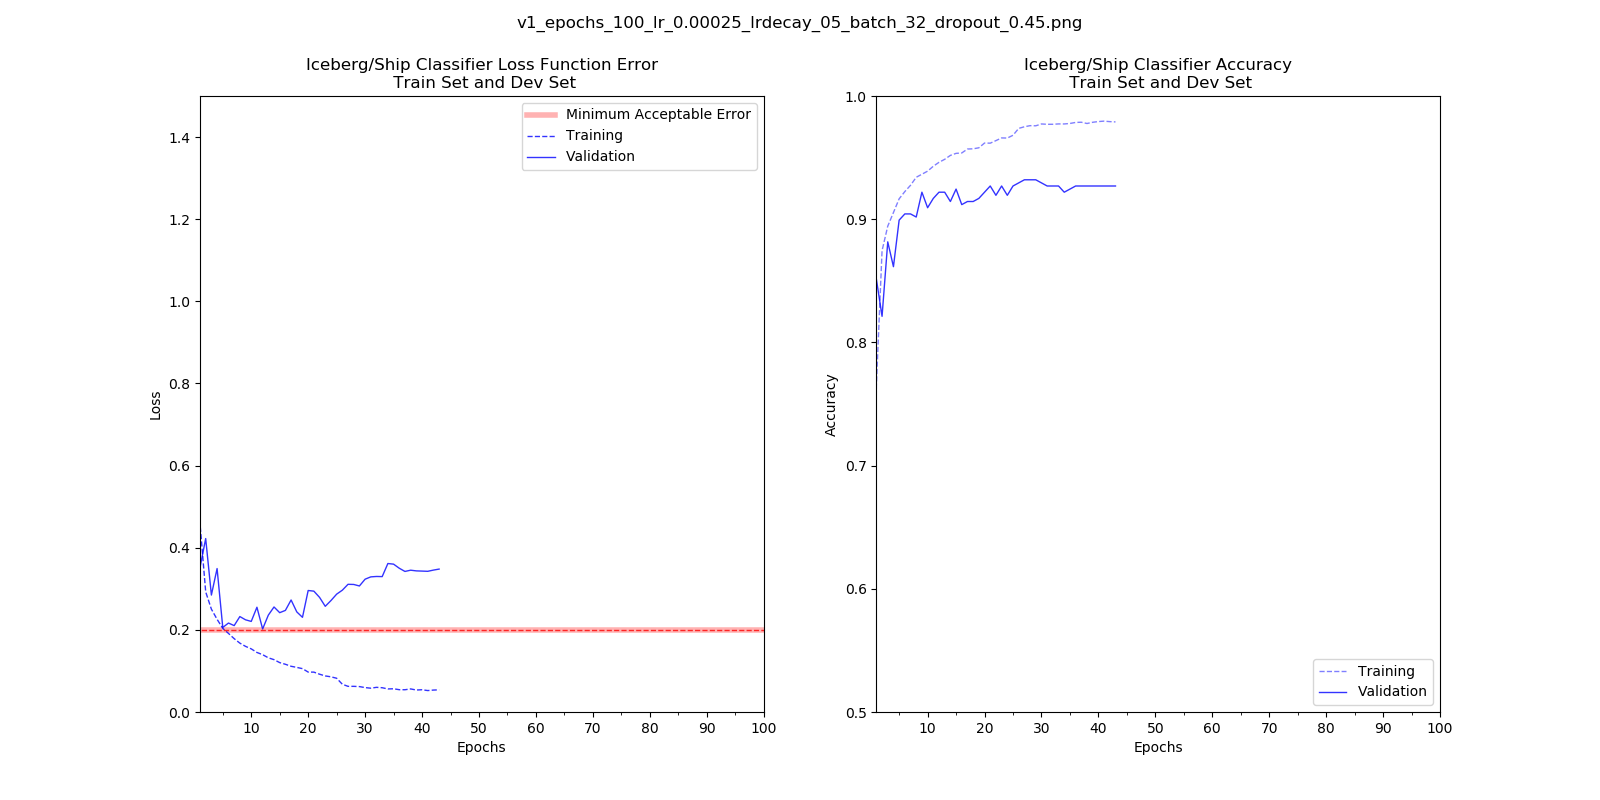 v1_epochs_100_lr_0.00025_lrdecay_05_batch_32_dropout_0.45.png
Iceberg/Ship Classifier Loss Function Error
Train Set and Dev Set
Minimum Acceptable Error
Training
Validation
1.4
1.2
1.0
0.8
0.6
0.4
0.2
0.0
Loss
10 20 30 40 50 60 70 80 90 100
Epochs
Iceberg/Ship Classifier Accuracy
Train Set and Dev Set
1.0
0.9
0.8
0.7
0.6
0.5
Accuracy
Training
Validation
10 20 30 40 50 60 70 80 90 100
Epochs